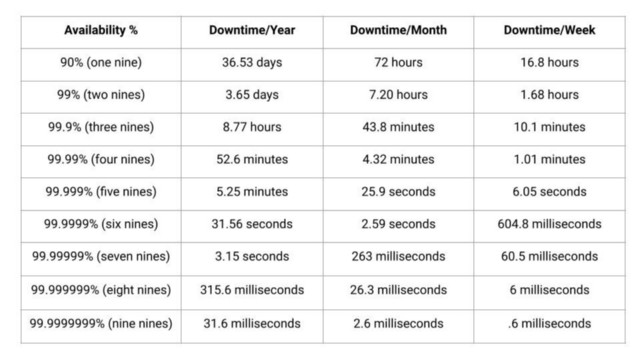 Availability % Downtime/Year Downtime/Month Downtime/Week
90% (one nine) 36.53 days 72 hours 16.8 hours
99% (two nines) 3.65 days 7.20 hours 1.68 hours
99.9% (three nines) 8.77 hours 43.8 minutes 10.1 minutes
99.99% (four nines) 52.6 minutes 4.32 minutes 1.01 minutes
99.999% (five nines) 5.25 minutes 25.9 seconds 6.05 seconds
99.9999% (six nines) 31.56 seconds 2.59 seconds 604.8 milliseconds
99.99999% (seven nines) 3.15 seconds 263 milliseconds 60.5 milliseconds
99.999999% (eight nines) 315.6 milliseconds 26.3 milliseconds 6 milliseconds
99.9999999% (nine nines) 31.6 milliseconds 2.6 milliseconds .6 milliseconds